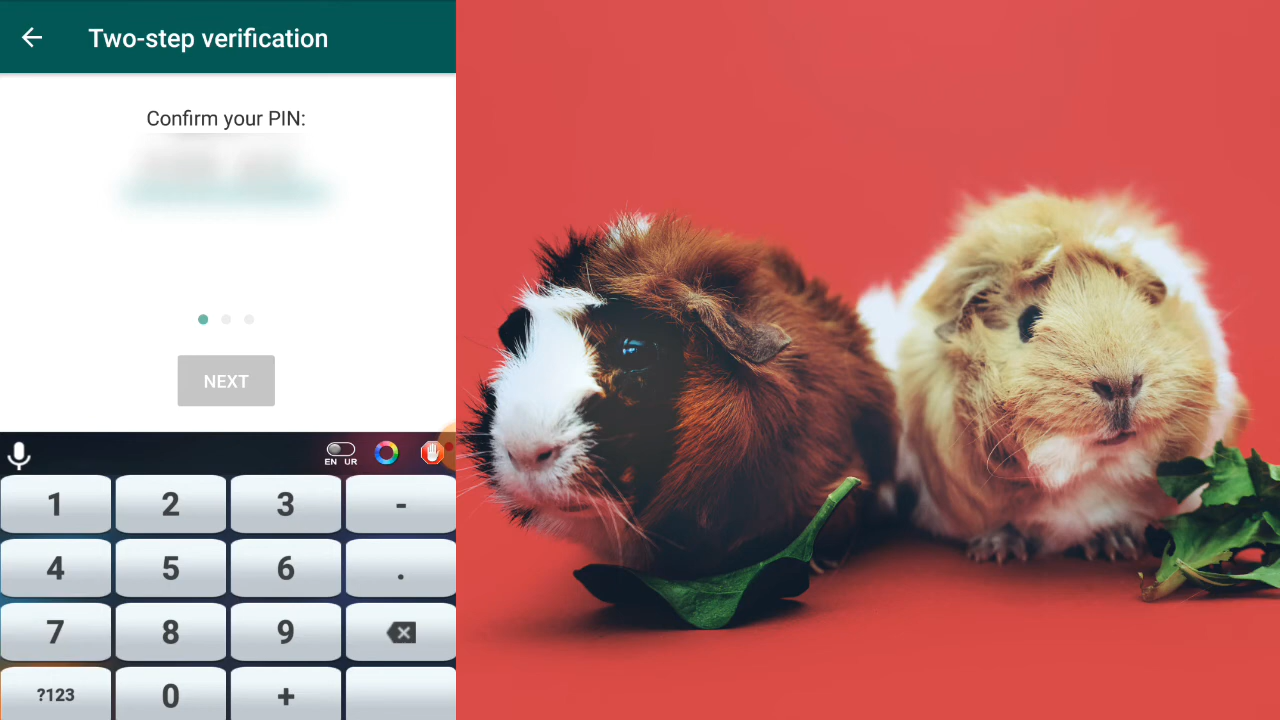 Two-step verification
Confirm your PIN:
NEXT
EN UR
1 2 3 -
4 5 6 .
7 8 9
?123 0 +